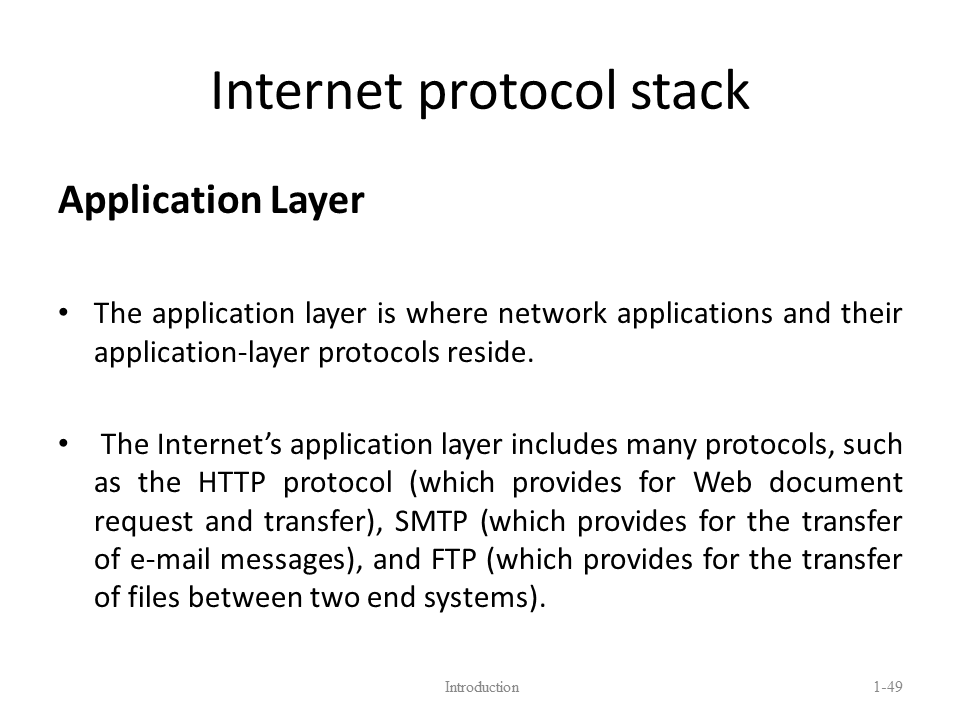 Internet protocol stack
Application Layer
• The application layer is where network applications and their
application-layer protocols reside.
• The Internet’s application layer includes many protocols, such
as the HTTP protocol (which provides for Web document
request and transfer), SMTP (which provides for the transfer
of e-mail messages), and FTP (which provides for the transfer
of files between two end systems).
Introduction
1-49